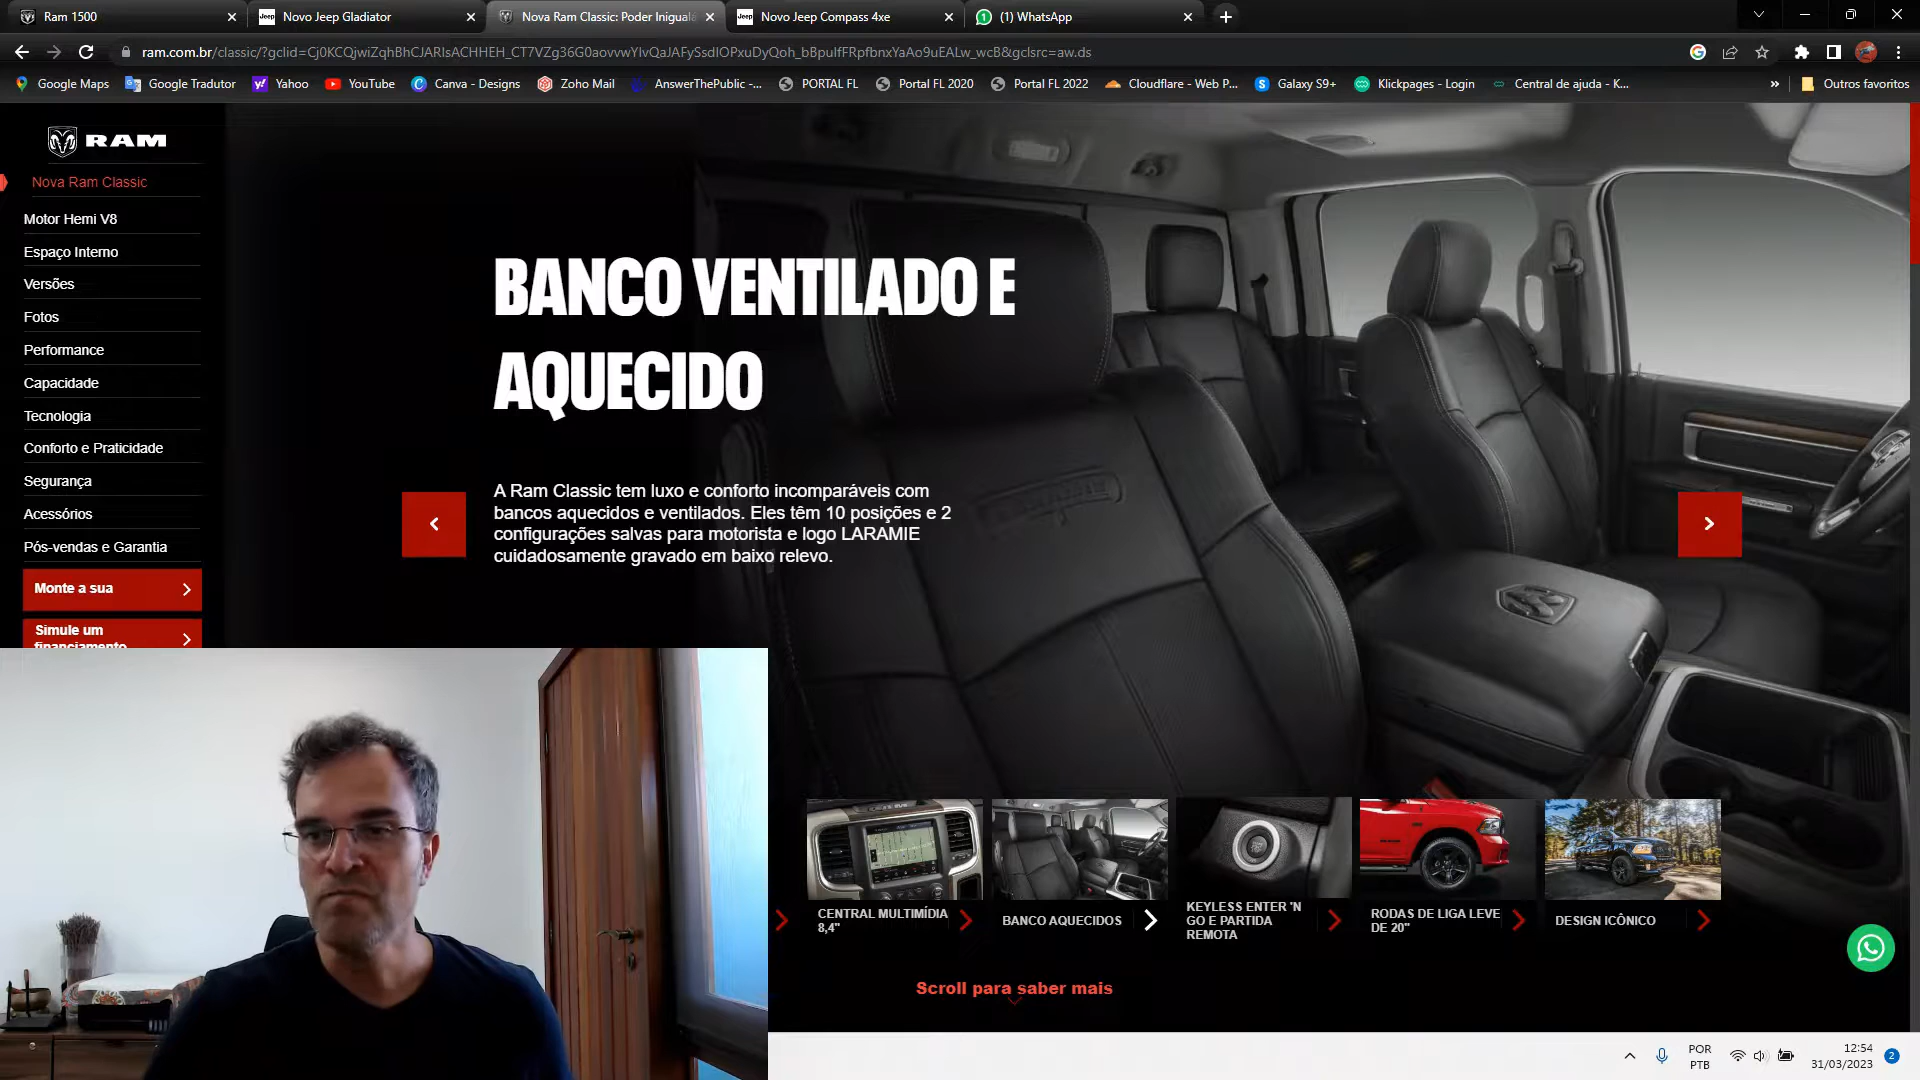 Ram 1500
Novo Jeep Gladiator
Nova Ram Classic: Poder Inigual
Novo Jeep Compass 4xe
(1) WhatsApp
ram.com.br/classic/?gclid=Cj0KCQjwiZqhBhCJARIsACHHEH_CT7VZg36G0aovvwYIvQaJAFySsdIOPxuDyQoh_bBpuIfFRpfbnxYaAo9uEALw_wcB&gclsrc=aw.ds
Google Maps
Google Tradutor
Yahoo
YouTube
Canva - Designs
Zoho Mail
AnswerThePublic -...
PORTAL FL
Portal FL 2020
Portal FL 2022
Cloudflare - Web P...
Galaxy S9+
Klickpages - Login
Central de ajuda - K...
»
Outros favoritos
RAM
Nova Ram Classic
Motor Hemi V8
Espaço Interno
Versões
Fotos
Performance
Capacidade
Tecnologia
Conforto e Praticidade
Segurança
Acessórios
Pós-vendas e Garantia
Monte a sua
Simule um
financiamento
BANCO VENTILADO E
AQUECIDO
A Ram Classic tem luxo e conforto incomparáveis com
bancos aquecidos e ventilados. Eles têm 10 posições e 2
configurações salvas para motorista e logo LARAMIE
cuidadosamente gravado em baixo relevo.
CENTRAL MULTIMÍDIA
8,4"
BANCO AQUECIDOS
KEYLESS ENTER 'N
GO E PARTIDA
REMOTA
RODAS DE LIGA LEVE
DE 20"
DESIGN ICÔNICO
Scroll para saber mais
POR
PTB
12:54
31/03/2023
2